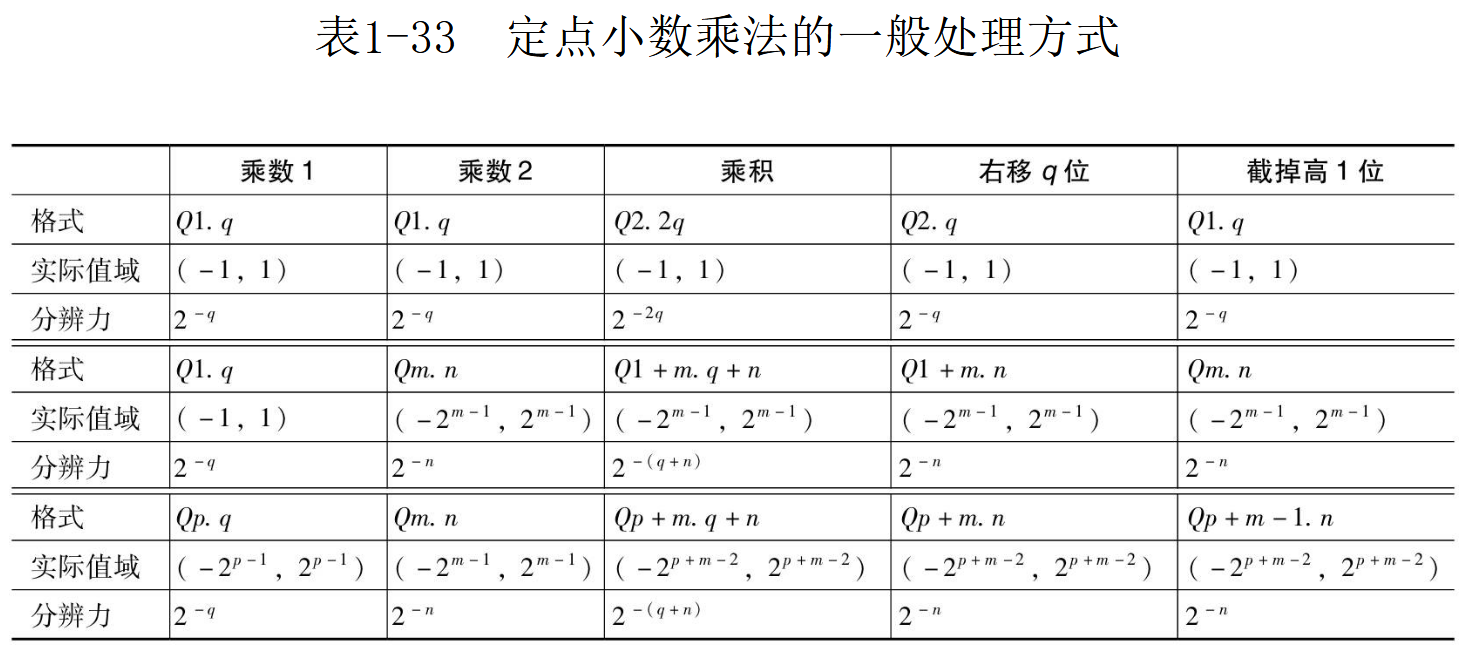 表1-33 定点小数乘法的一般处理方式
乘数1 乘数2 乘积 右移 q位 截掉高1位
格式 Q1. q Q1. q Q2. 2q Q2. q Q1. q
实际值域 (-1, 1) (-1, 1) (-1, 1) (-1, 1) (-1, 1)
分辨力 2^{-q} 2^{-q} 2^{-2q} 2^{-q} 2^{-q}
格式 Q1. q Qm. n Q1+m. q+n Q1+m. n Qm. n
实际值域 (-1, 1) (-2^{m-1}, 2^{m-1}) (-2^{m-1}, 2^{m-1}) (-2^{m-1}, 2^{m-1}) (-2^{m-1}, 2^{m-1})
分辨力 2^{-q} 2^{-n} 2^{-(q+n)} 2^{-n} 2^{-n}
格式 Qp. q Qm. n Qp+m. q+n Qp+m. n Qp+m-1. n
实际值域 (-2^{p-1}, 2^{p-1}) (-2^{m-1}, 2^{m-1}) (-2^{p+m-2}, 2^{p+m-2}) (-2^{p+m-2}, 2^{p+m-2}) (-2^{p+m-2}, 2^{p+m-2})
分辨力 2^{-q} 2^{-n} 2^{-(q+n)} 2^{-n} 2^{-n}